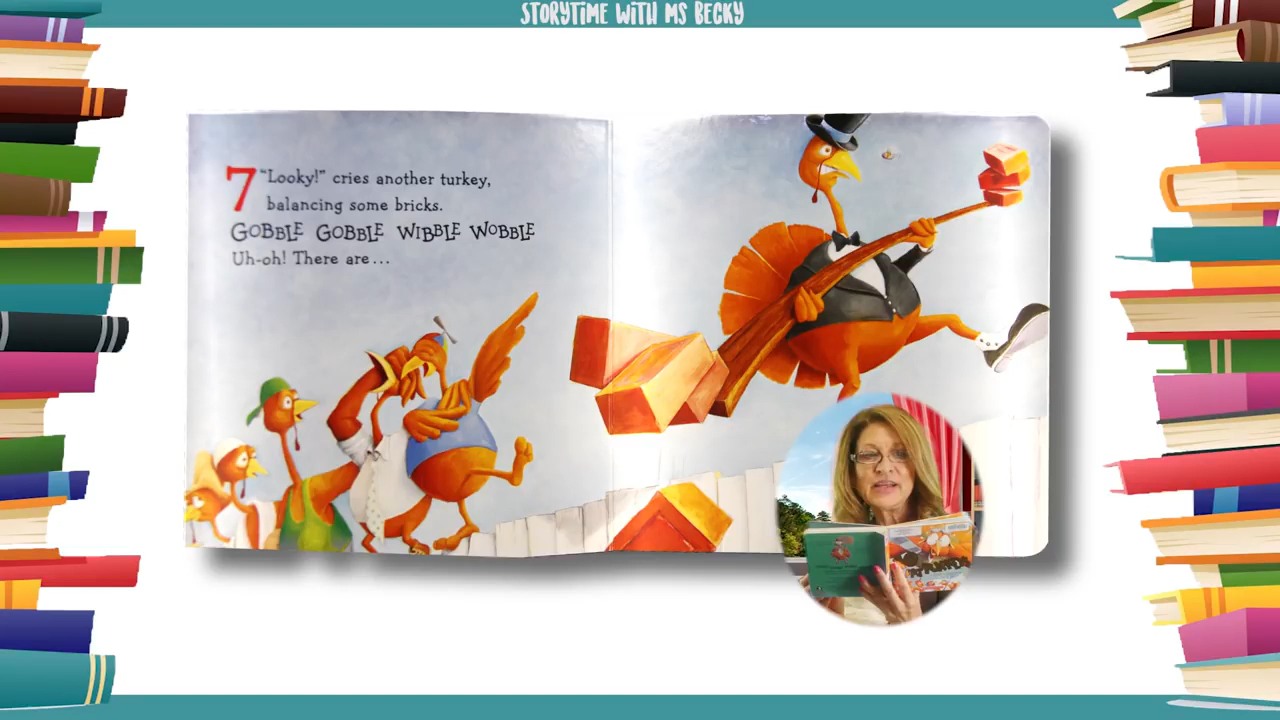 STORYTIME WITH MS BECKY
7 “Looky!” cries another turkey,
balancing some bricks.
GOBBLE GOBBLE WIBBLE WOBBLE
Uh-oh! There are...